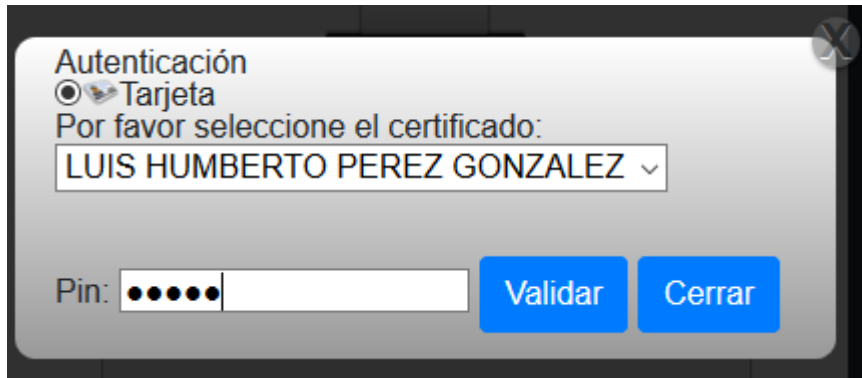 X
Autenticación
Tarjeta
Por favor seleccione el certificado:
LUIS HUMBERTO PEREZ GONZALEZ
Pin: ●●●●● Validar Cerrar